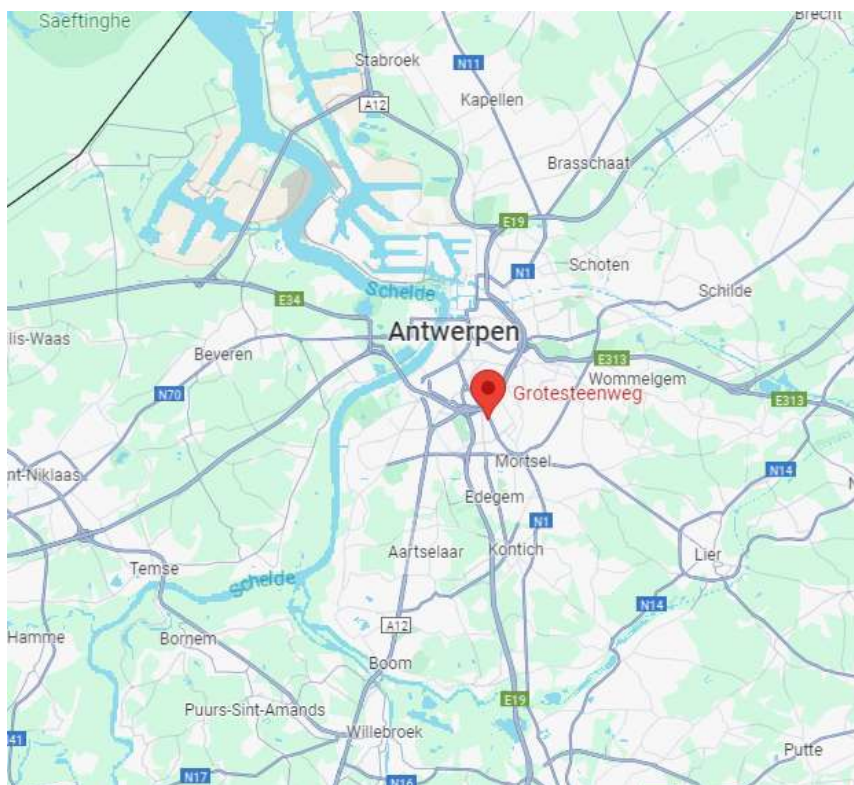 Saeftinghe
Brecht
Stabroek
N11
A12
Kapellen
Brasschaat
E19
N1
Schoten
Schelde
Schilde
E34
Antwerpen
lis-Waas
Beveren
E313
Wommelgem
N70
Grotesteenweg
E313
Mortsel
nt-Niklaas
N14
Edegem
N1
Aartselaar
Kontich
Lier
Temse
Schelde
N14
Hamme
Bornem
A12
Boom
E19
Puurs-Sint-Amands
Willebroek
41
Putte
N17
N16